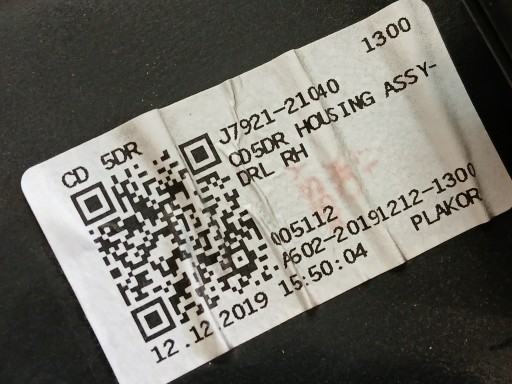 CD 5DR
1300
J7921-21040
CD5DR HOUSING ASSY-
DRL RH
005112
A602-20191212-1300
12.12.2019 15:50:04
PLAKOR